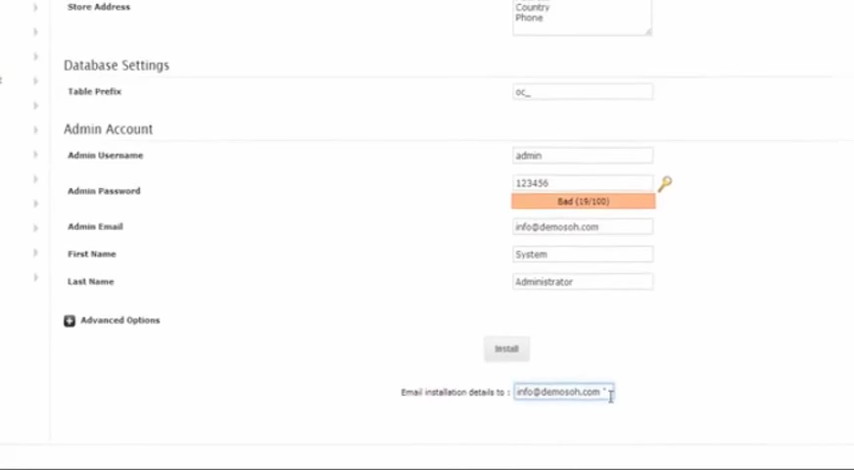 Store Address
Country
Phone
Database Settings
Table Prefix
oc_
Admin Account
Admin Username
admin
Admin Password
123456
Bad (19/100)
Admin Email
info@demosoh.com
First Name
System
Last Name
Administrator
Advanced Options
Install
Email installation details to :
info@demosoh.com